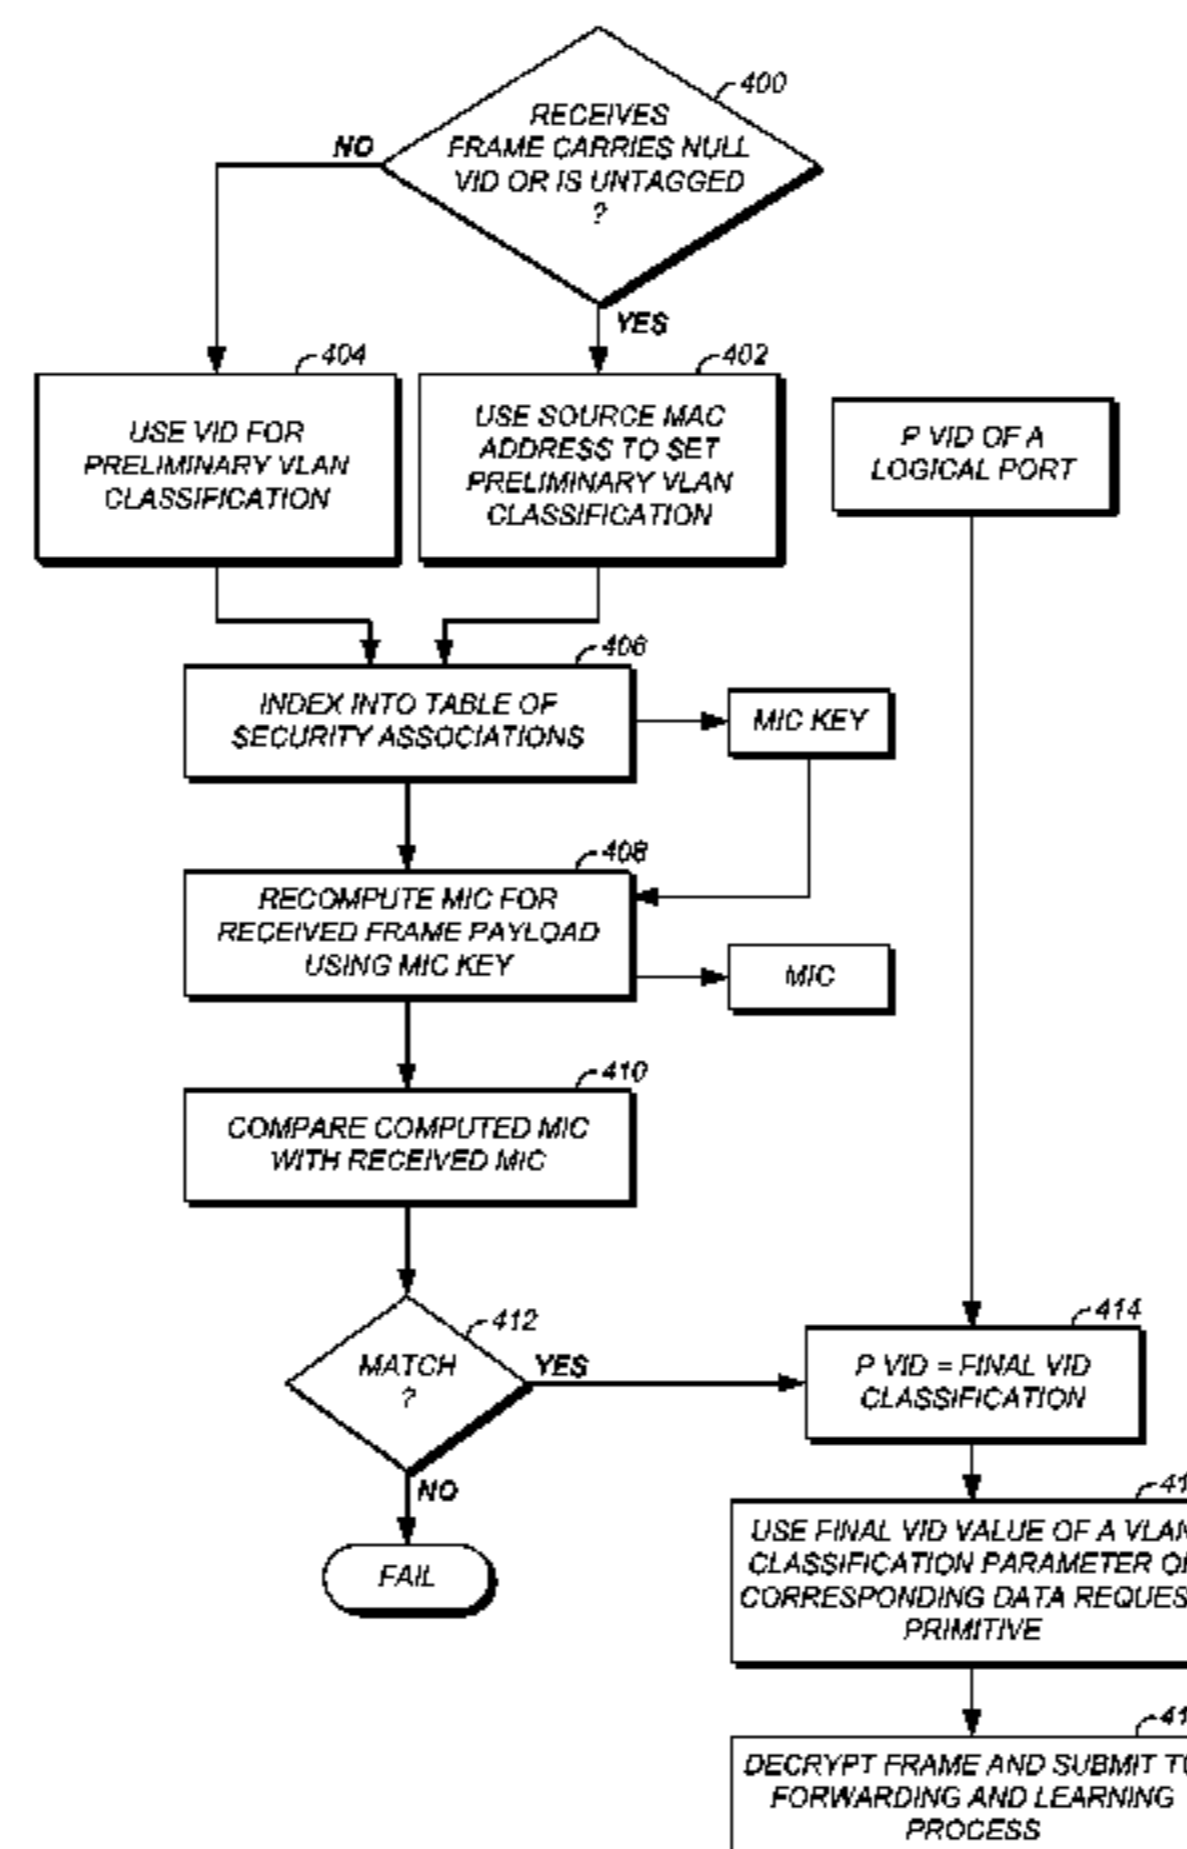 400
RECEIVES
FRAME CARRIES NULL
VID OR IS UNTAGGED
?
NO
YES
404
USE VID FOR
PRELIMINARY VLAN
CLASSIFICATION
402
USE SOURCE MAC
ADDRESS TO SET
PRELIMINARY VLAN
CLASSIFICATION
P VID OF A
LOGICAL PORT
406
INDEX INTO TABLE OF
SECURITY ASSOCIATIONS
MIC KEY
408
RECOMPUTE MIC FOR
RECEIVED FRAME PAYLOAD
USING MIC KEY
MIC
410
COMPARE COMPUTED MIC
WITH RECEIVED MIC
412
MATCH
?
YES
NO
FAIL
414
P VID = FINAL VID
CLASSIFICATION
USE FINAL VID VALUE OF A VLAN
CLASSIFICATION PARAMETER
CORRESPONDING DATA
PRIMITIVE
DECRYPT FRAME AND SUBMIT
FORWARDING AND LEARNING
PROCESS